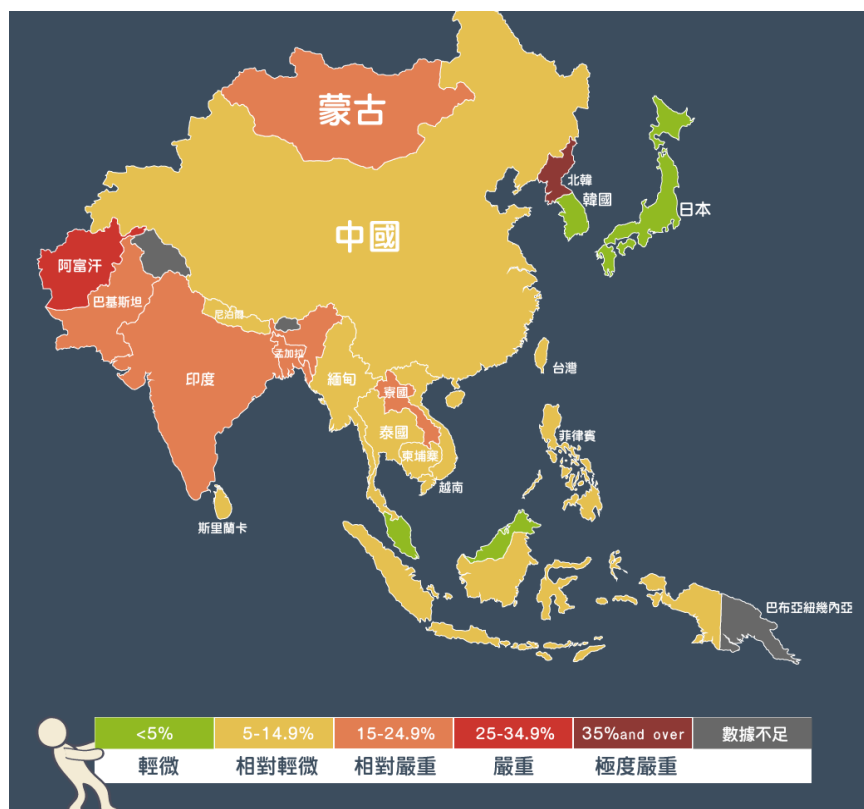 蒙古
北韓
韓國
日本
中國
阿富汗
巴基斯坦
尼泊爾
孟加拉
印度
緬甸
寮國
台灣
泰國
柬埔寨
菲律賓
越南
斯里蘭卡
巴布亞紐幾內亞
<5% 5-14.9% 15-24.9% 25-34.9% 35%and over 數據不足
輕微 相對輕微 相對嚴重 嚴重 極度嚴重